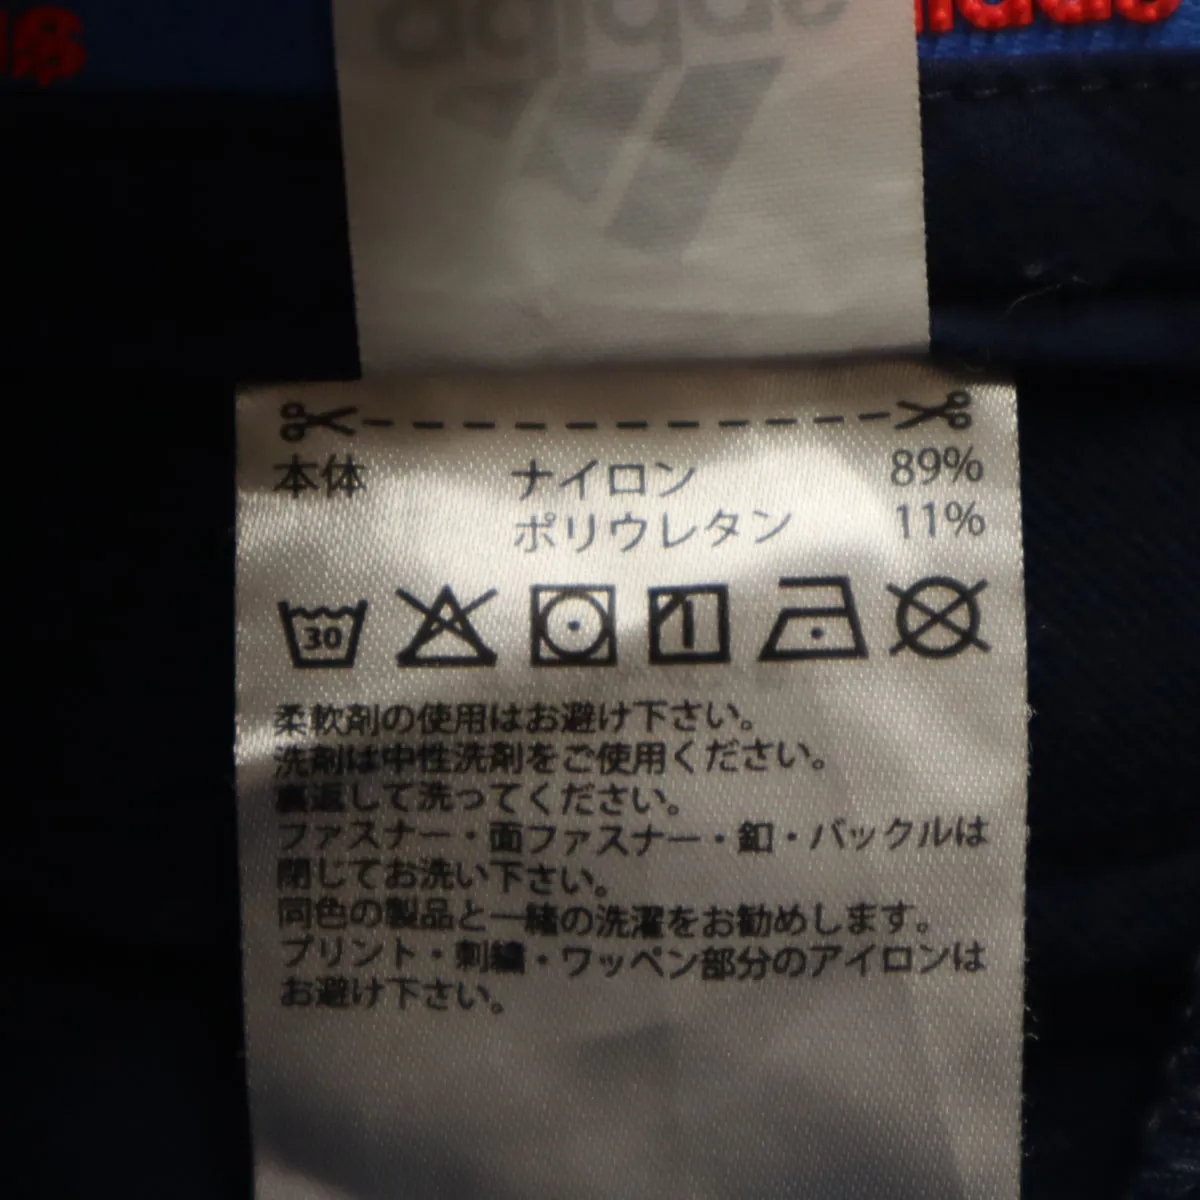 adidas
本体 ナイロン 89%
ポリウレタン 11%
30
柔軟剤の使用はお避け下さい。
洗剤は中性洗剤をご使用ください。
裏返して洗ってください。
ファスナー・面ファスナー・釦・バックルは
閉じてお洗い下さい。
同色の製品と一緒の洗濯をお勧めします。
プリント・刺繍・ワッペン部分のアイロンは
お避け下さい。